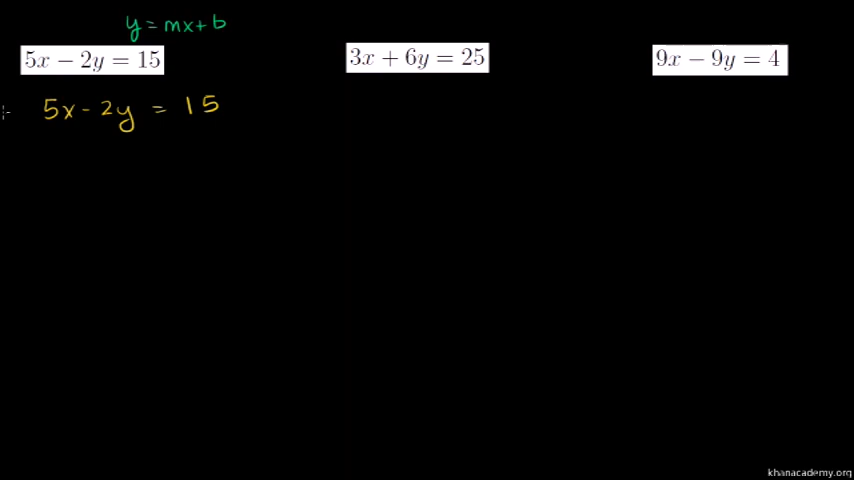 y = mx + b
5x − 2y = 15
3x + 6y = 25
9x − 9y = 4
5x - 2y = 15
khanacademy.org